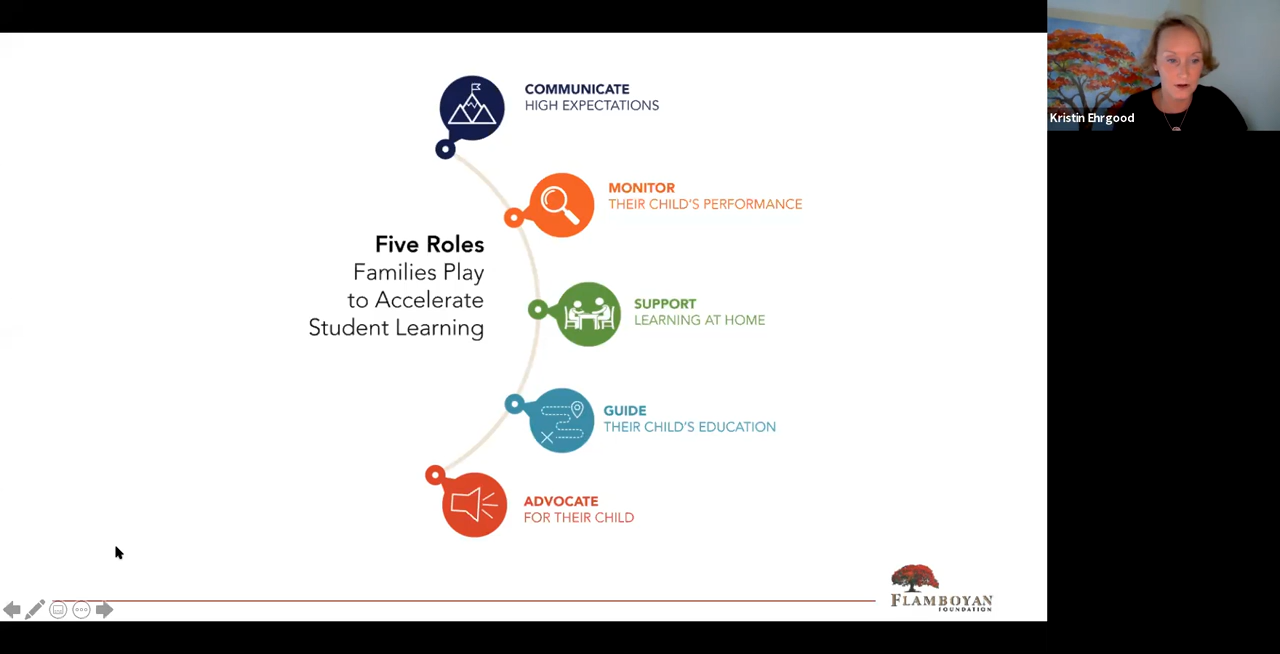 COMMUNICATE
HIGH EXPECTATIONS
MONITOR
THEIR CHILD'S PERFORMANCE
Five Roles
Families Play
to Accelerate
Student Learning
SUPPORT
LEARNING AT HOME
GUIDE
THEIR CHILD'S EDUCATION
ADVOCATE
FOR THEIR CHILD
FLAMBOYAN
FOUNDATION
Kristin Ehrgood